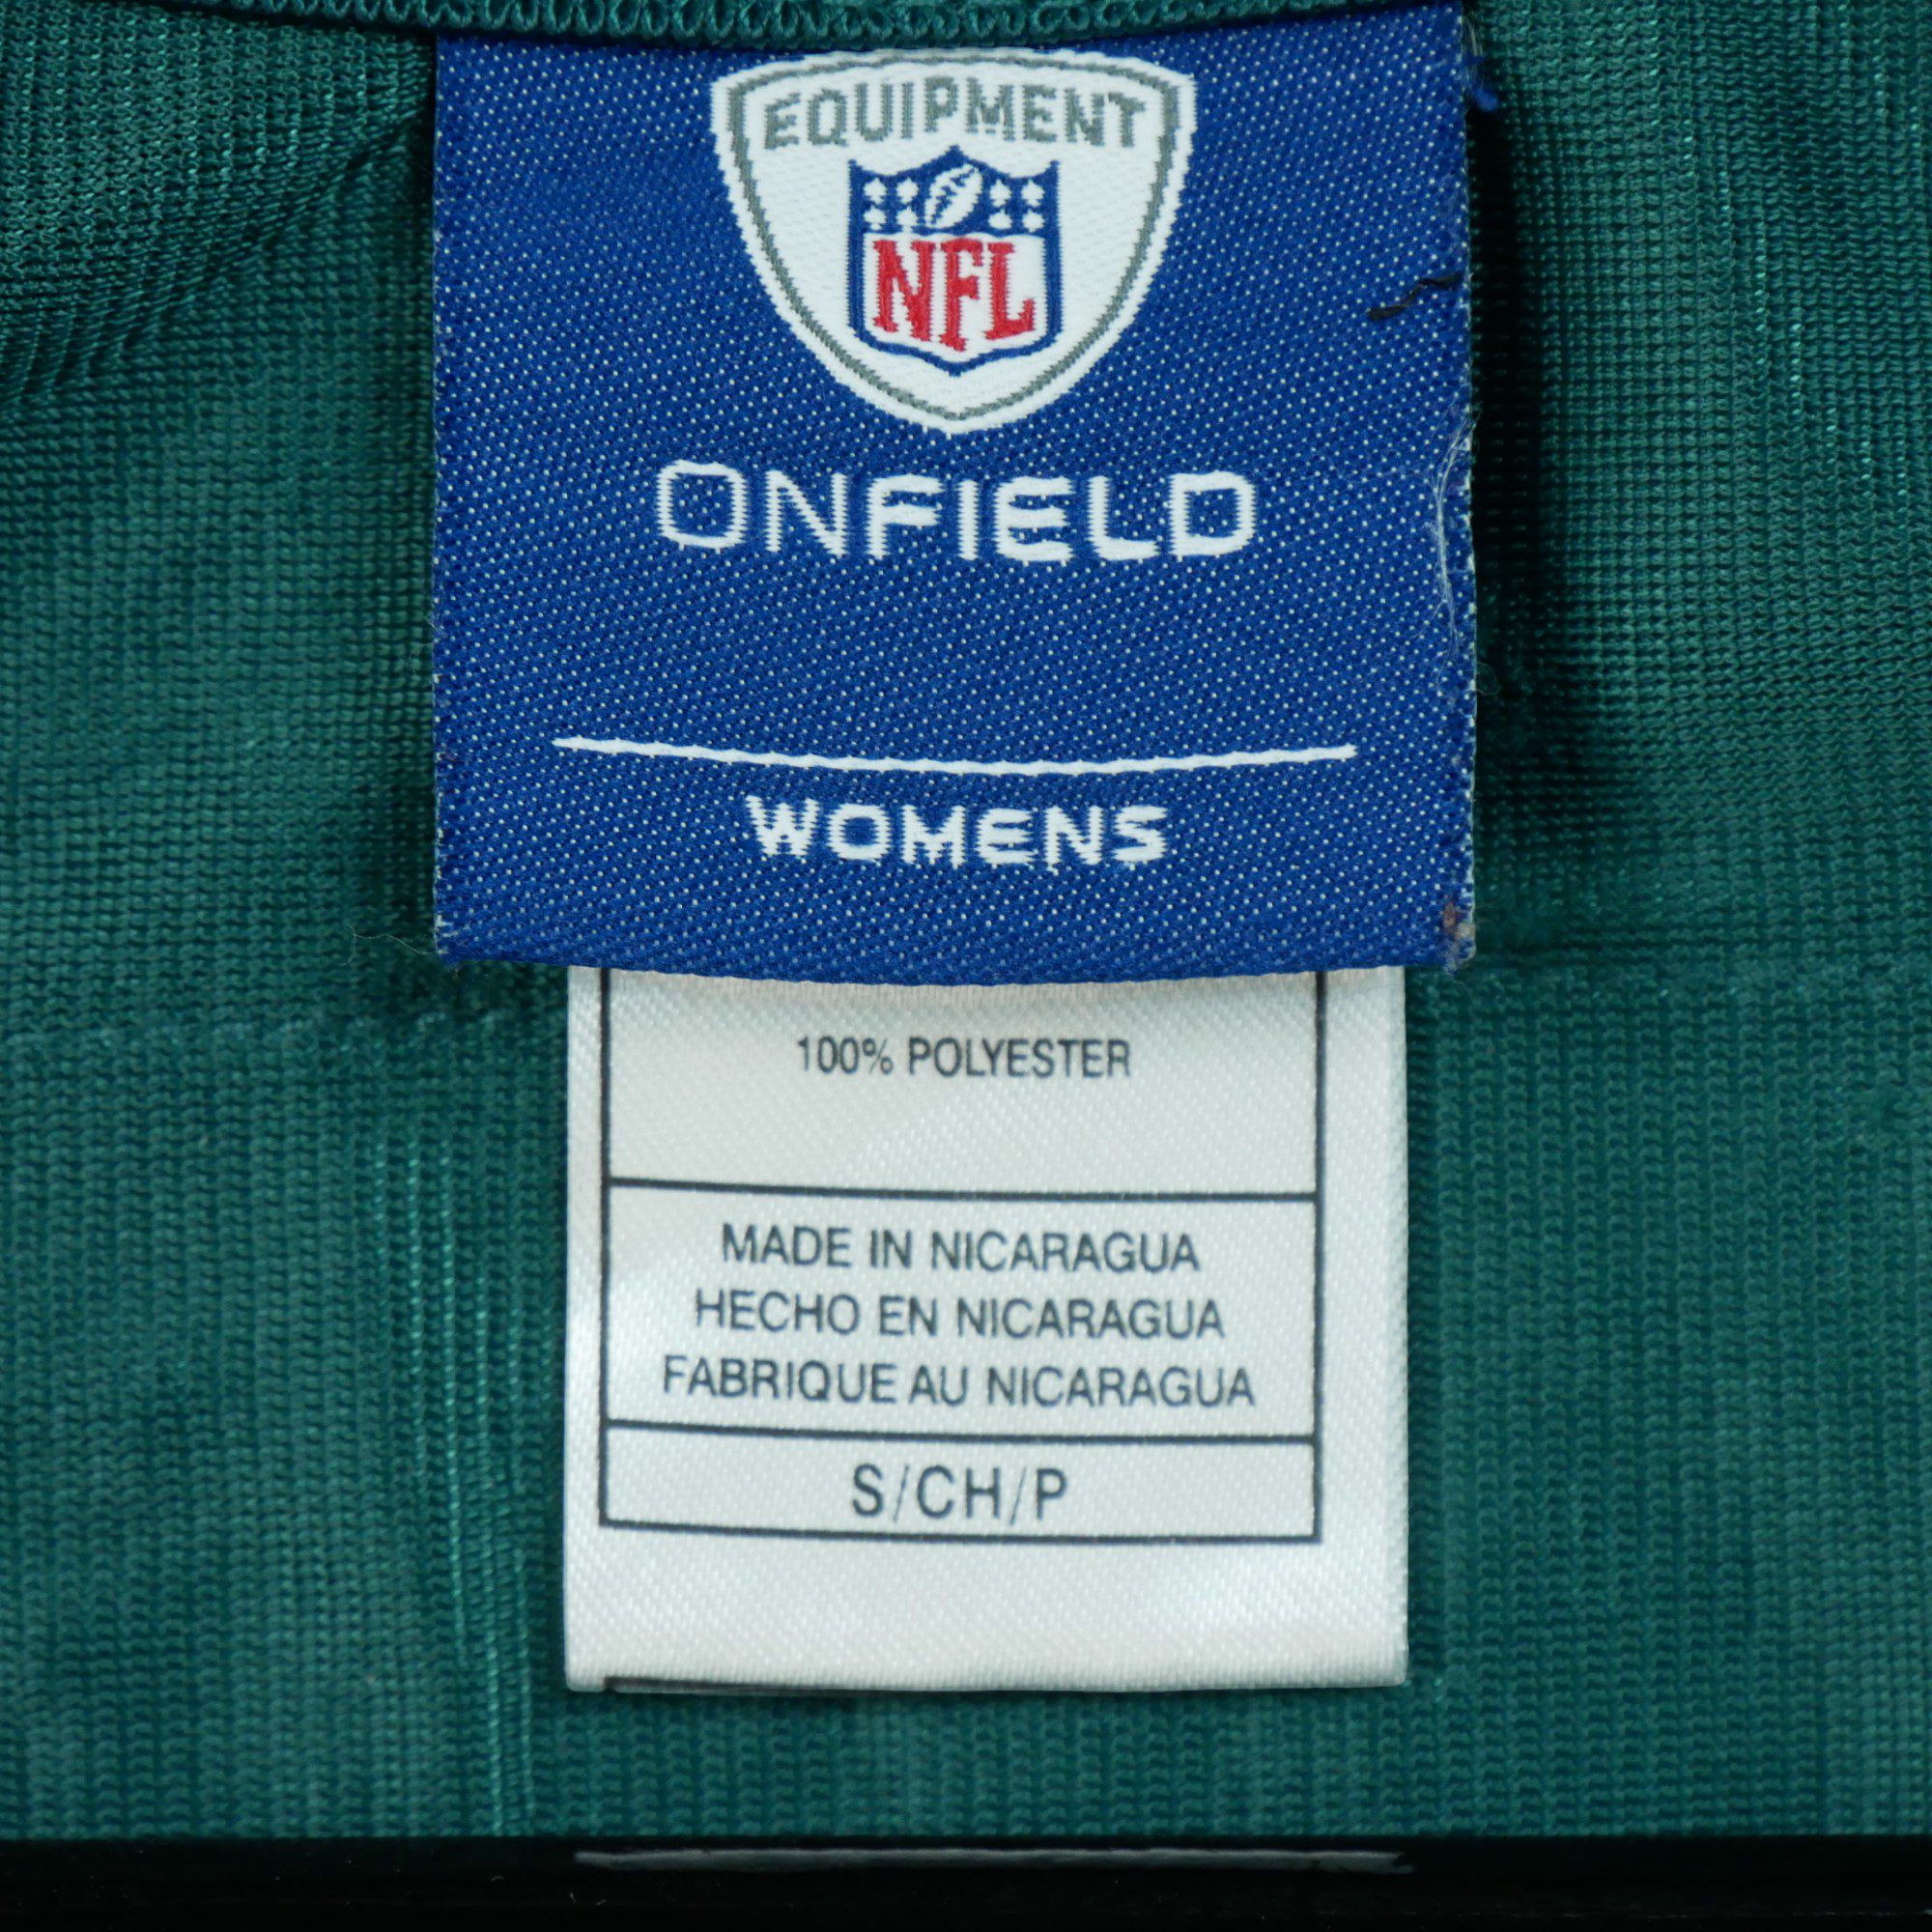 EQUIPMENT
NFL
ONFIELD
WOMENS
100% POLYESTER
MADE IN NICARAGUA
HECHO EN NICARAGUA
FABRIQUE AU NICARAGUA
S/CH/P